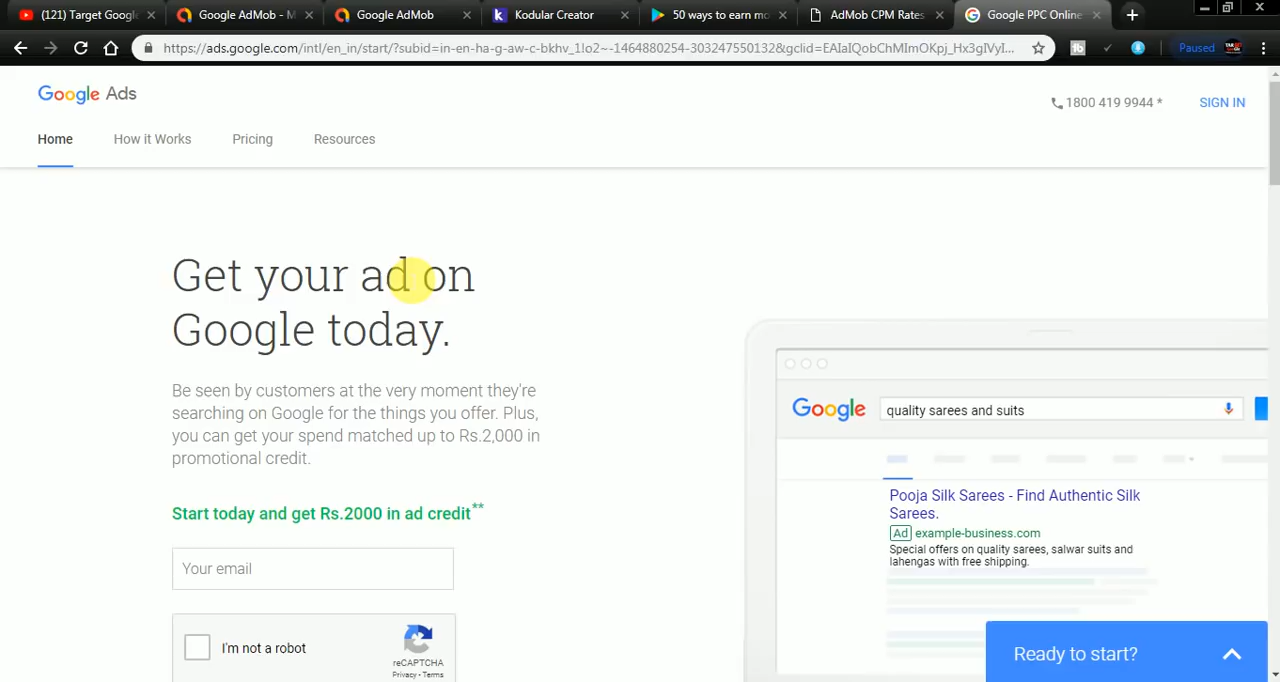 (121) Target Googl
Google AdMob - M
Google AdMob
Kodular Creator
50 ways to earn mo
AdMob CPM Rates
Google PPC Online
https://ads.google.com/intl/en_in/start/?subid=in-en-ha-g-aw-c-bkhv_1lo2~-1464880254-303247550132&gclid=EAIaIQobChMImOKpj_Hx3gIVyI...
Paused
Google Ads
1800 419 9944 *
SIGN IN
Home
How it Works
Pricing
Resources
Get your ad on
Google today.
Be seen by customers at the very moment they're
searching on Google for the things you offer. Plus,
you can get your spend matched up to Rs.2,000 in
promotional credit.
Start today and get Rs.2000 in ad credit**
Your email
I'm not a robot
reCAPTCHA
Privacy - Terms
Google
quality sarees and suits
Pooja Silk Sarees - Find Authentic Silk
Sarees.
Ad example-business.com
Special offers on quality sarees, salwar suits and
lahengas with free shipping.
Ready to start?